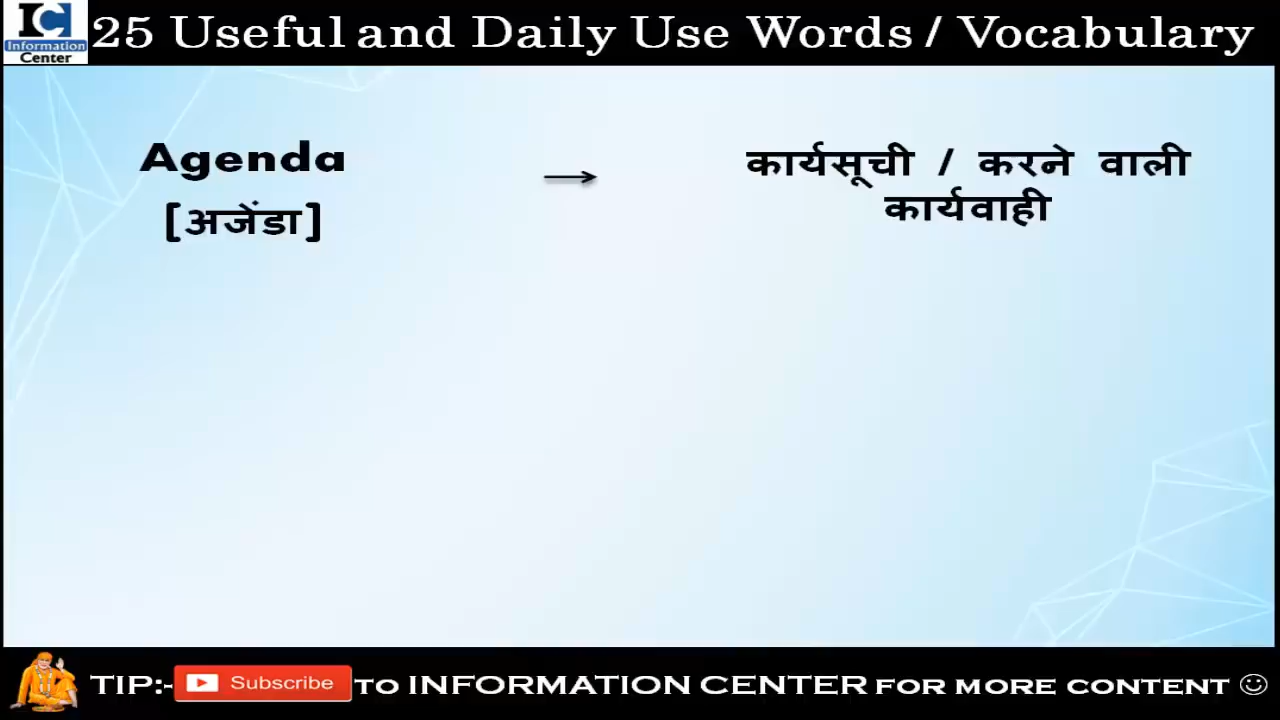 IC
Information
Center
25 Useful and Daily Use Words / Vocabulary
Agenda
[अजेंडा]
→
कार्यसूची / करने वाली
कार्यवाही
TIP:- Subscribe TO INFORMATION CENTER FOR MORE CONTENT ☺